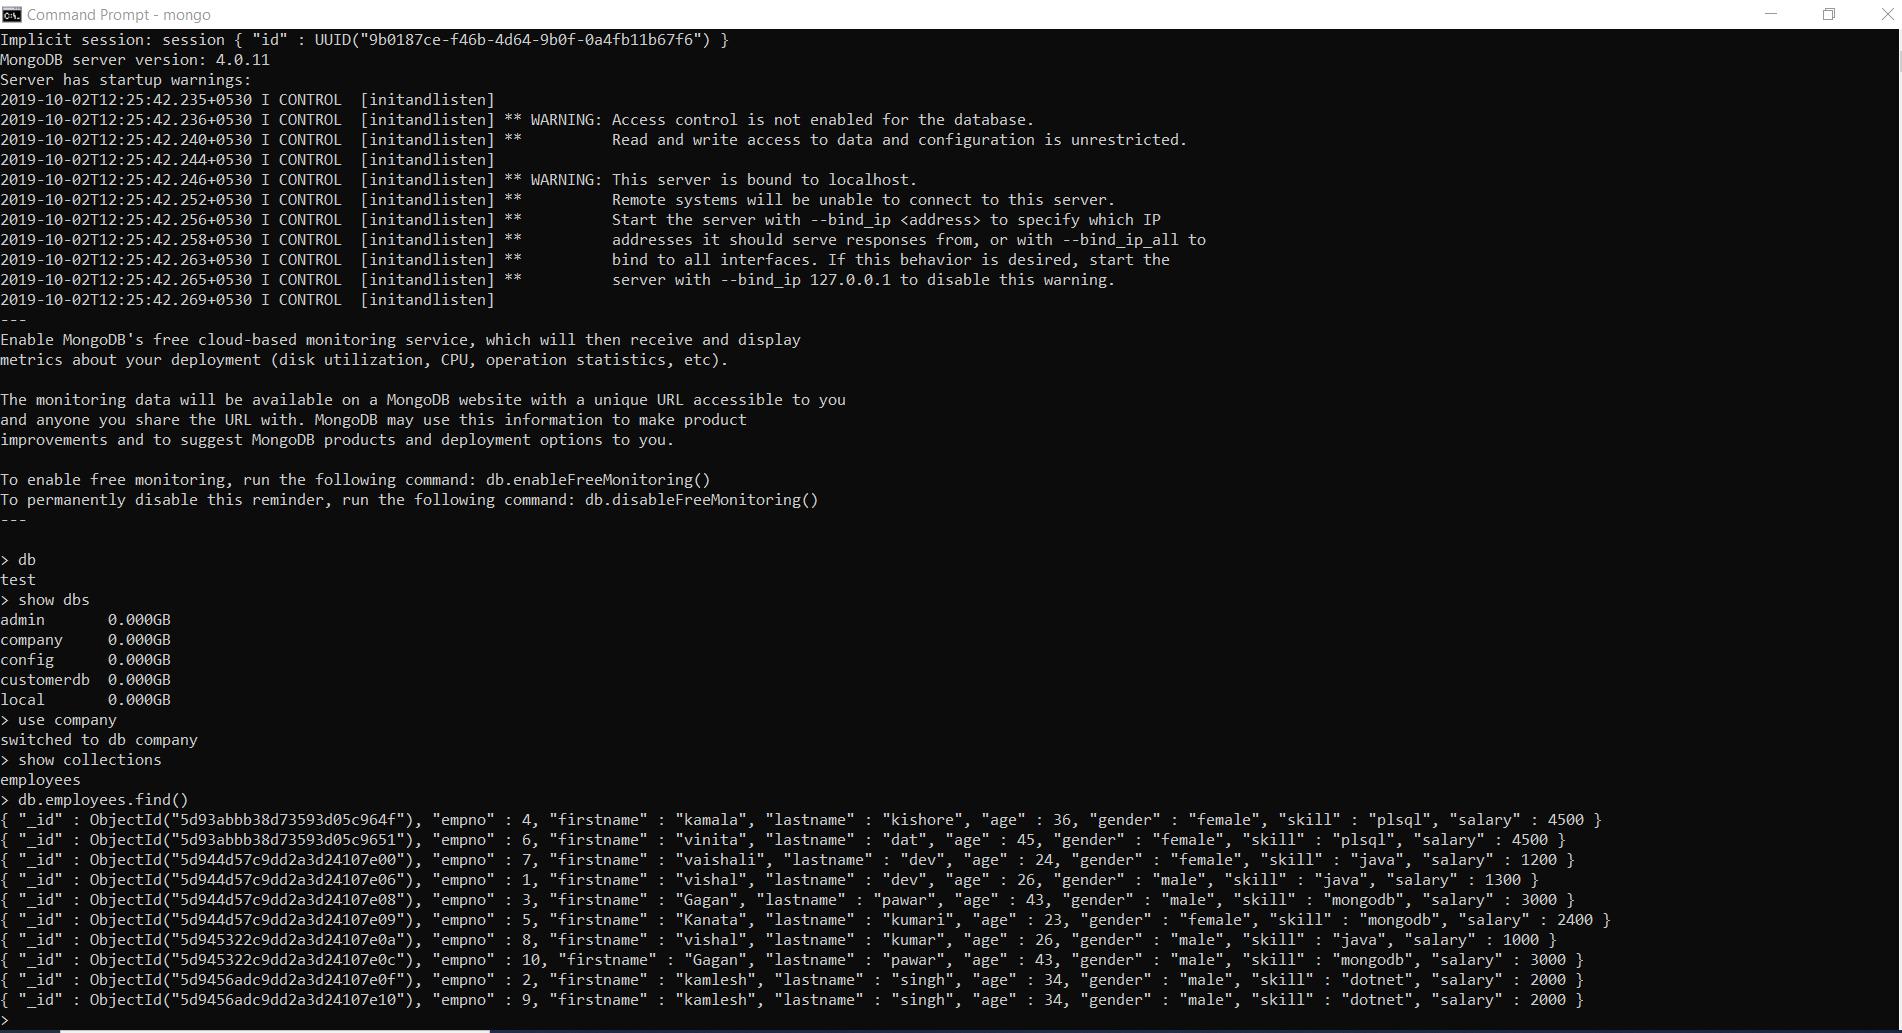 Command Prompt - mongo
Implicit session: session { "id" : UUID("9b0187ce-f46b-4d64-9b0f-0a4fb11b67f6") }
MongoDB server version: 4.0.11
Server has startup warnings:
2019-10-02T12:25:42.235+0530 I CONTROL  [initandlisten]
2019-10-02T12:25:42.236+0530 I CONTROL  [initandlisten] ** WARNING: Access control is not enabled for the database.
2019-10-02T12:25:42.240+0530 I CONTROL  [initandlisten] **          Read and write access to data and configuration is unrestricted.
2019-10-02T12:25:42.244+0530 I CONTROL  [initandlisten]
2019-10-02T12:25:42.246+0530 I CONTROL  [initandlisten] ** WARNING: This server is bound to localhost.
2019-10-02T12:25:42.252+0530 I CONTROL  [initandlisten] **          Remote systems will be unable to connect to this server.
2019-10-02T12:25:42.256+0530 I CONTROL  [initandlisten] **          Start the server with --bind_ip <address> to specify which IP
2019-10-02T12:25:42.258+0530 I CONTROL  [initandlisten] **          addresses it should serve responses from, or with --bind_ip_all to
2019-10-02T12:25:42.263+0530 I CONTROL  [initandlisten] **          bind to all interfaces. If this behavior is desired, start the
2019-10-02T12:25:42.265+0530 I CONTROL  [initandlisten] **          server with --bind_ip 127.0.0.1 to disable this warning.
2019-10-02T12:25:42.269+0530 I CONTROL  [initandlisten]
---
Enable MongoDB's free cloud-based monitoring service, which will then receive and display
metrics about your deployment (disk utilization, CPU, operation statistics, etc).
The monitoring data will be available on a MongoDB website with a unique URL accessible to you
and anyone you share the URL with. MongoDB may use this information to make product
improvements and to suggest MongoDB products and deployment options to you.
To enable free monitoring, run the following command: db.enableFreeMonitoring()
To permanently disable this reminder, run the following command: db.disableFreeMonitoring()
---
> db
test
> show dbs
admin       0.000GB
company     0.000GB
config      0.000GB
customerdb  0.000GB
local       0.000GB
> use company
switched to db company
> show collections
employees
> db.employees.find()
{ "_id" : ObjectId("5d93abbb38d73593d05c964f"), "empno" : 4, "firstname" : "kamala", "lastname" : "kishore", "age" : 36, "gender" : "female", "skill" : "plsql", "salary" : 4500 }
{ "_id" : ObjectId("5d93abbb38d73593d05c9651"), "empno" : 6, "firstname" : "vinita", "lastname" : "dat", "age" : 45, "gender" : "female", "skill" : "plsql", "salary" : 4500 }
{ "_id" : ObjectId("5d944d57c9dd2a3d24107e00"), "empno" : 7, "firstname" : "vaishali", "lastname" : "dev", "age" : 24, "gender" : "female", "skill" : "java", "salary" : 1200 }
{ "_id" : ObjectId("5d944d57c9dd2a3d24107e06"), "empno" : 1, "firstname" : "vishal", "lastname" : "dev", "age" : 26, "gender" : "male", "skill" : "java", "salary" : 1300 }
{ "_id" : ObjectId("5d944d57c9dd2a3d24107e08"), "empno" : 3, "firstname" : "Gagan", "lastname" : "pawar", "age" : 43, "gender" : "male", "skill" : "mongodb", "salary" : 3000 }
{ "_id" : ObjectId("5d944d57c9dd2a3d24107e09"), "empno" : 5, "firstname" : "Kanata", "lastname" : "kumari", "age" : 23, "gender" : "female", "skill" : "mongodb", "salary" : 2400 }
{ "_id" : ObjectId("5d945322c9dd2a3d24107e0a"), "empno" : 8, "firstname" : "vishal", "lastname" : "kumar", "age" : 26, "gender" : "male", "skill" : "java", "salary" : 1000 }
{ "_id" : ObjectId("5d945322c9dd2a3d24107e0c"), "empno" : 10, "firstname" : "Gagan", "lastname" : "pawar", "age" : 43, "gender" : "male", "skill" : "mongodb", "salary" : 3000 }
{ "_id" : ObjectId("5d9456adc9dd2a3d24107e0f"), "empno" : 2, "firstname" : "kamlesh", "lastname" : "singh", "age" : 34, "gender" : "male", "skill" : "dotnet", "salary" : 2000 }
{ "_id" : ObjectId("5d9456adc9dd2a3d24107e10"), "empno" : 9, "firstname" : "kamlesh", "lastname" : "singh", "age" : 34, "gender" : "male", "skill" : "dotnet", "salary" : 2000 }
>